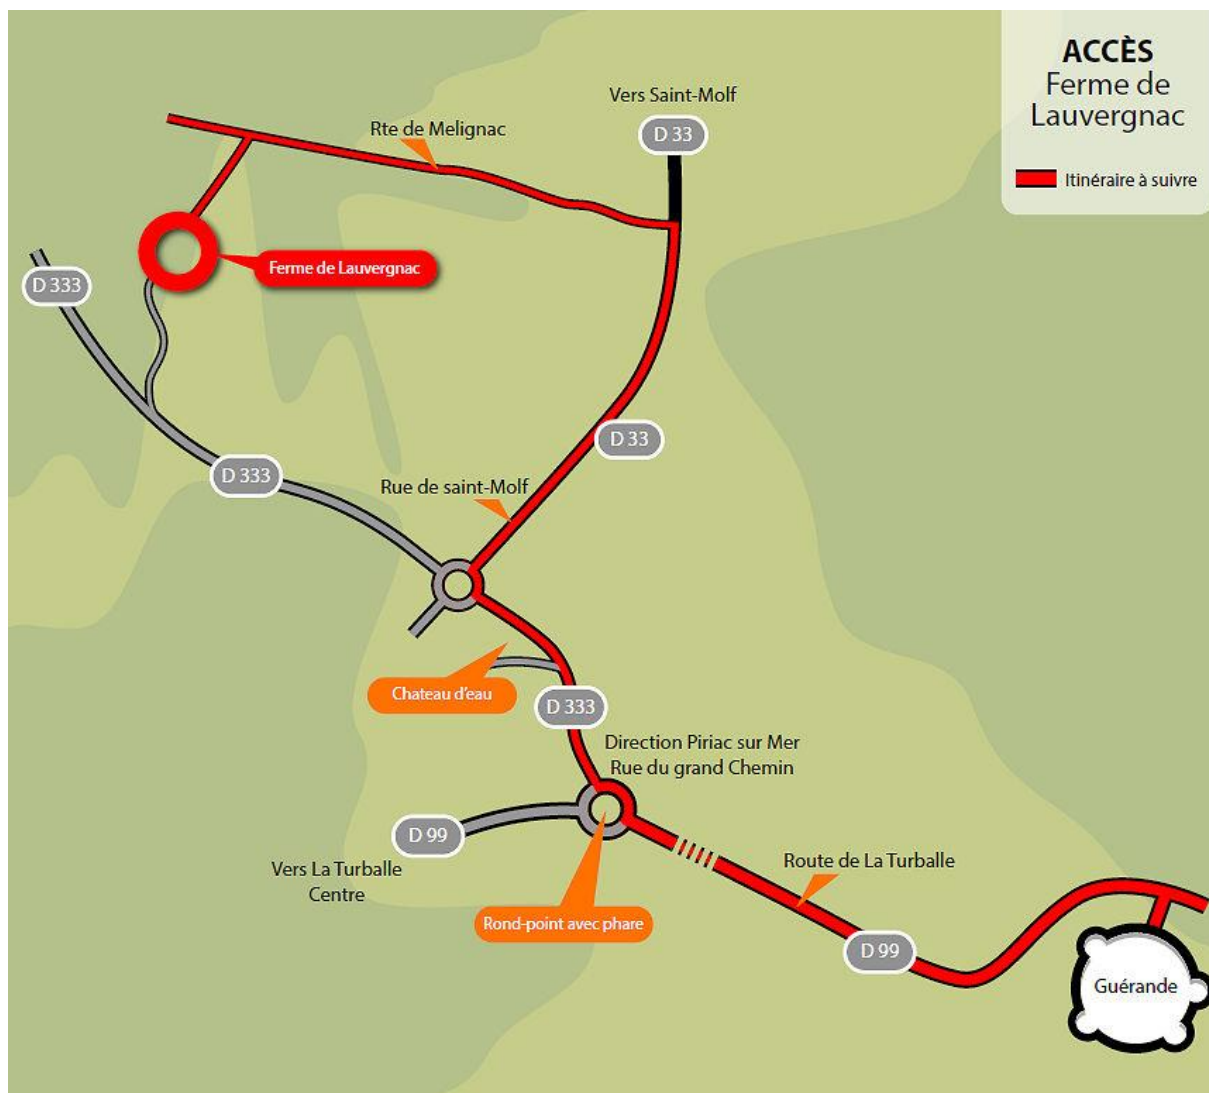 ACCÈS
Ferme de
Lauvergnac
Itinéraire à suivre
Vers Saint-Molf
D 33
Rte de Melignac
Ferme de Lauvergnac
D 333
D 33
D 333
Rue de saint-Molf
Chateau d'eau
D 333
Direction Piriac sur Mer
Rue du grand Chemin
D 99
Vers La Turballe
Centre
Route de La Turballe
Rond-point avec phare
D 99
Guérande